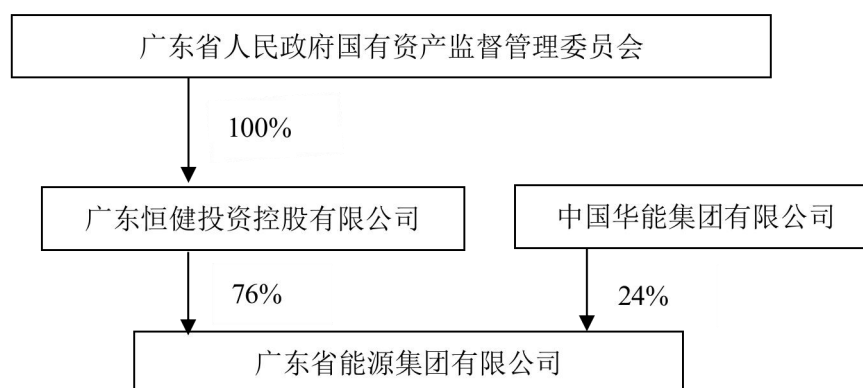 广东省人民政府国有资产监督管理委员会
100%
广东恒健投资控股有限公司
中国华能集团有限公司
76%
24%
广东省能源集团有限公司